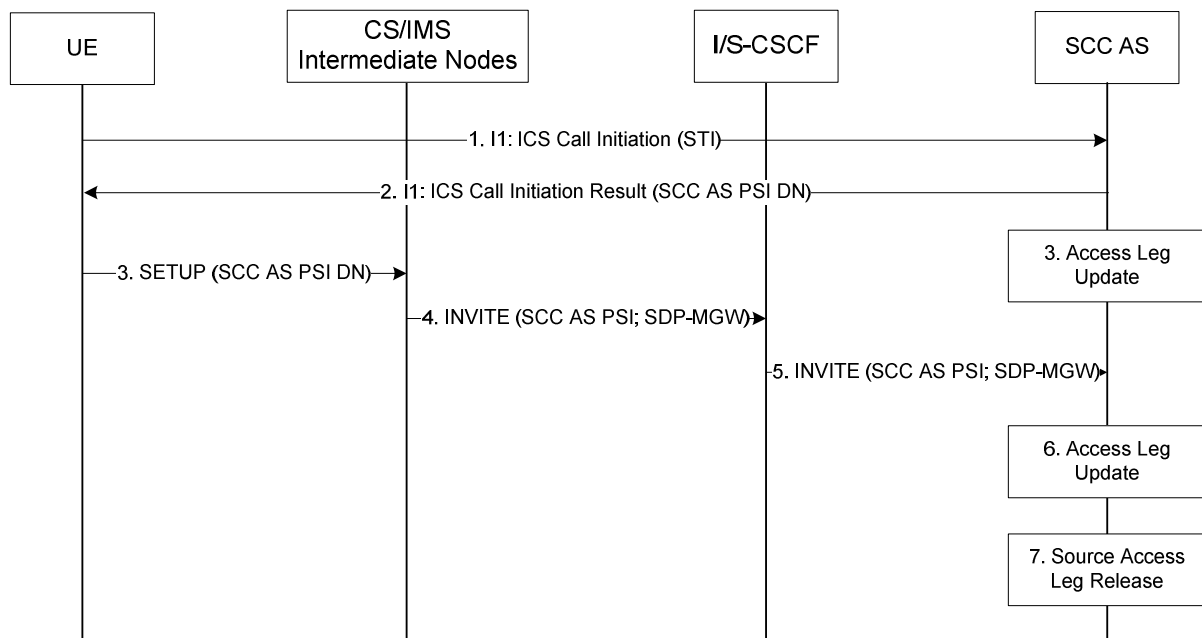 UE
CS/IMS
Intermediate Nodes
I/S-CSCF
SCC AS
1. I1: ICS Call Initiation (STI)
2. I1: ICS Call Initiation Result (SCC AS PSI DN)
3. Access Leg
Update
3. SETUP (SCC AS PSI DN)
4. INVITE (SCC AS PSI; SDP-MGW)
5. INVITE (SCC AS PSI; SDP-MGW)
6. Access Leg
Update
7. Source Access
Leg Release